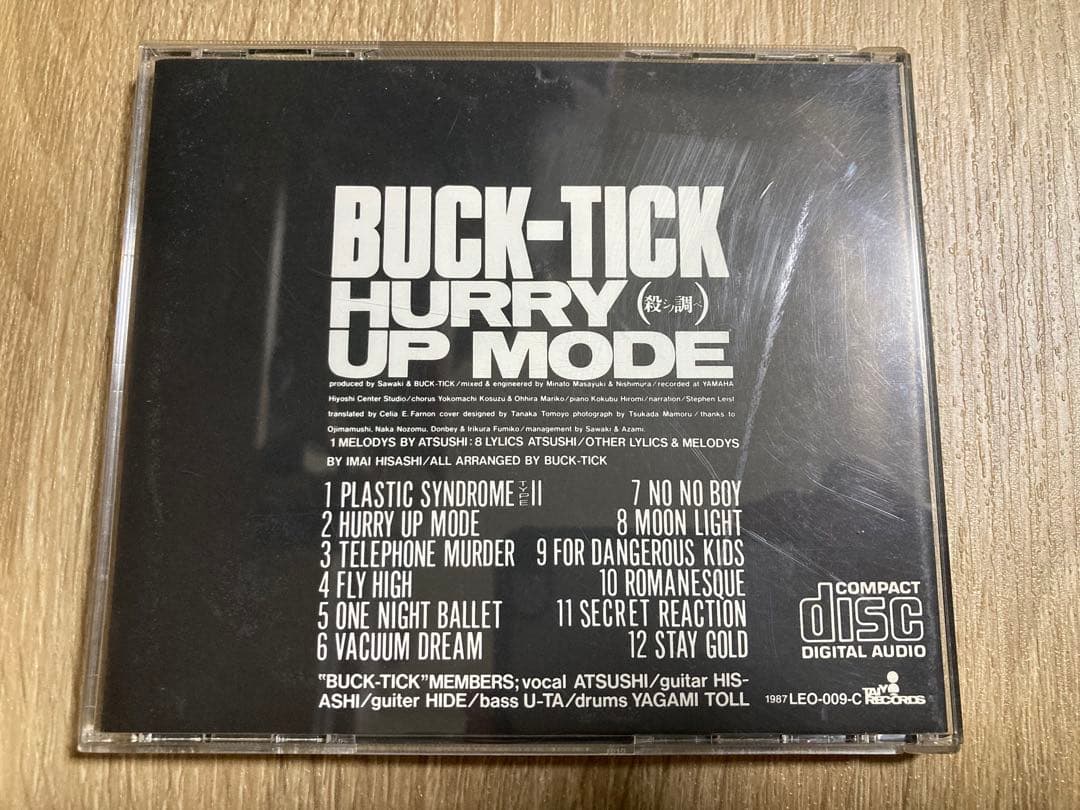 BUCK-TICK
HURRY (殺シノ調ベ)
UP MODE
produced by Sawaki & BUCK-TICK/mixed & engineered by Minato Masayuki & Nishimura/recorded at YAMAHA
Hiyoshi Center Studio/chorus Yokomachi Kosuzu & Ohhira Mariko/piano Kokubu Hiromi/narration/Stephen Leist
translated by Celia E. Farnon cover designed by Tanaka Tomoyo photograph by Tsukada Mamoru/thanks to
Ojimamushi, Naka Nozomu, Donbey & Irikura Fumiko/management by Sawaki & Azami.
1 MELODYS BY ATSUSHI: 8 LYLICS ATSUSHI/OTHER LYLICS & MELODYS
BY IMAI HISASHI/ALL ARRANGED BY BUCK-TICK
1 PLASTIC SYNDROME TYPE II
2 HURRY UP MODE
3 TELEPHONE MURDER
4 FLY HIGH
5 ONE NIGHT BALLET
6 VACUUM DREAM
7 NO NO BOY
8 MOON LIGHT
9 FOR DANGEROUS KIDS
10 ROMANESQUE
11 SECRET REACTION
12 STAY GOLD
"BUCK-TICK" MEMBERS; vocal ATSUSHI/guitar HIS-
ASHI/guiter HIDE/bass U-TA/drums YAGAMI TOLL
COMPACT
disc
DIGITAL AUDIO
1987 LEO-009-C
TAIYO
RECORDS